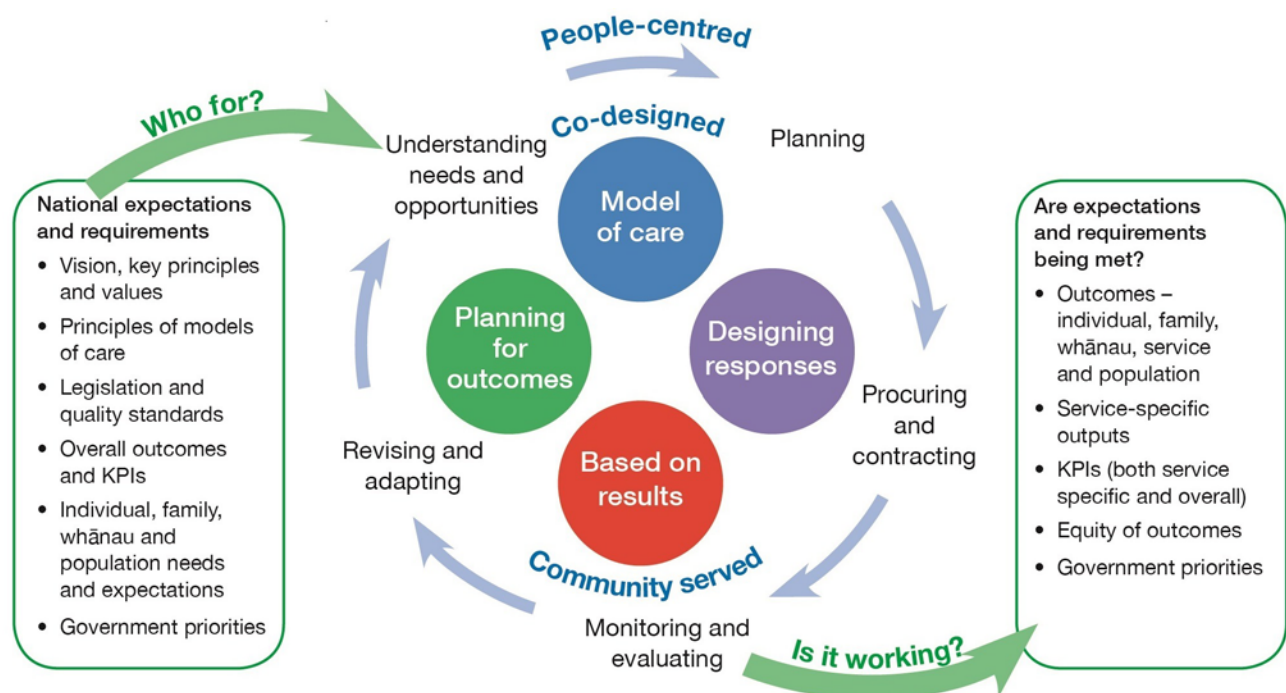 People-centred
Who for?
Co-designed
Understanding
needs and
opportunities
Planning
Model
of care
National expectations
and requirements
• Vision, key principles
and values
• Principles of models
of care
• Legislation and
quality standards
• Overall outcomes
and KPIs
• Individual, family,
whānau and
population needs
and expectations
• Government priorities
Planning
for
outcomes
Designing
responses
Revising and
adapting
Procuring
and
contracting
Based on
results
Community served
Monitoring and
evaluating
Is it working?
Are expectations
and requirements
being met?
• Outcomes –
individual, family,
whānau, service
and population
• Service-specific
outputs
• KPIs (both service
specific and overall)
• Equity of outcomes
• Government priorities